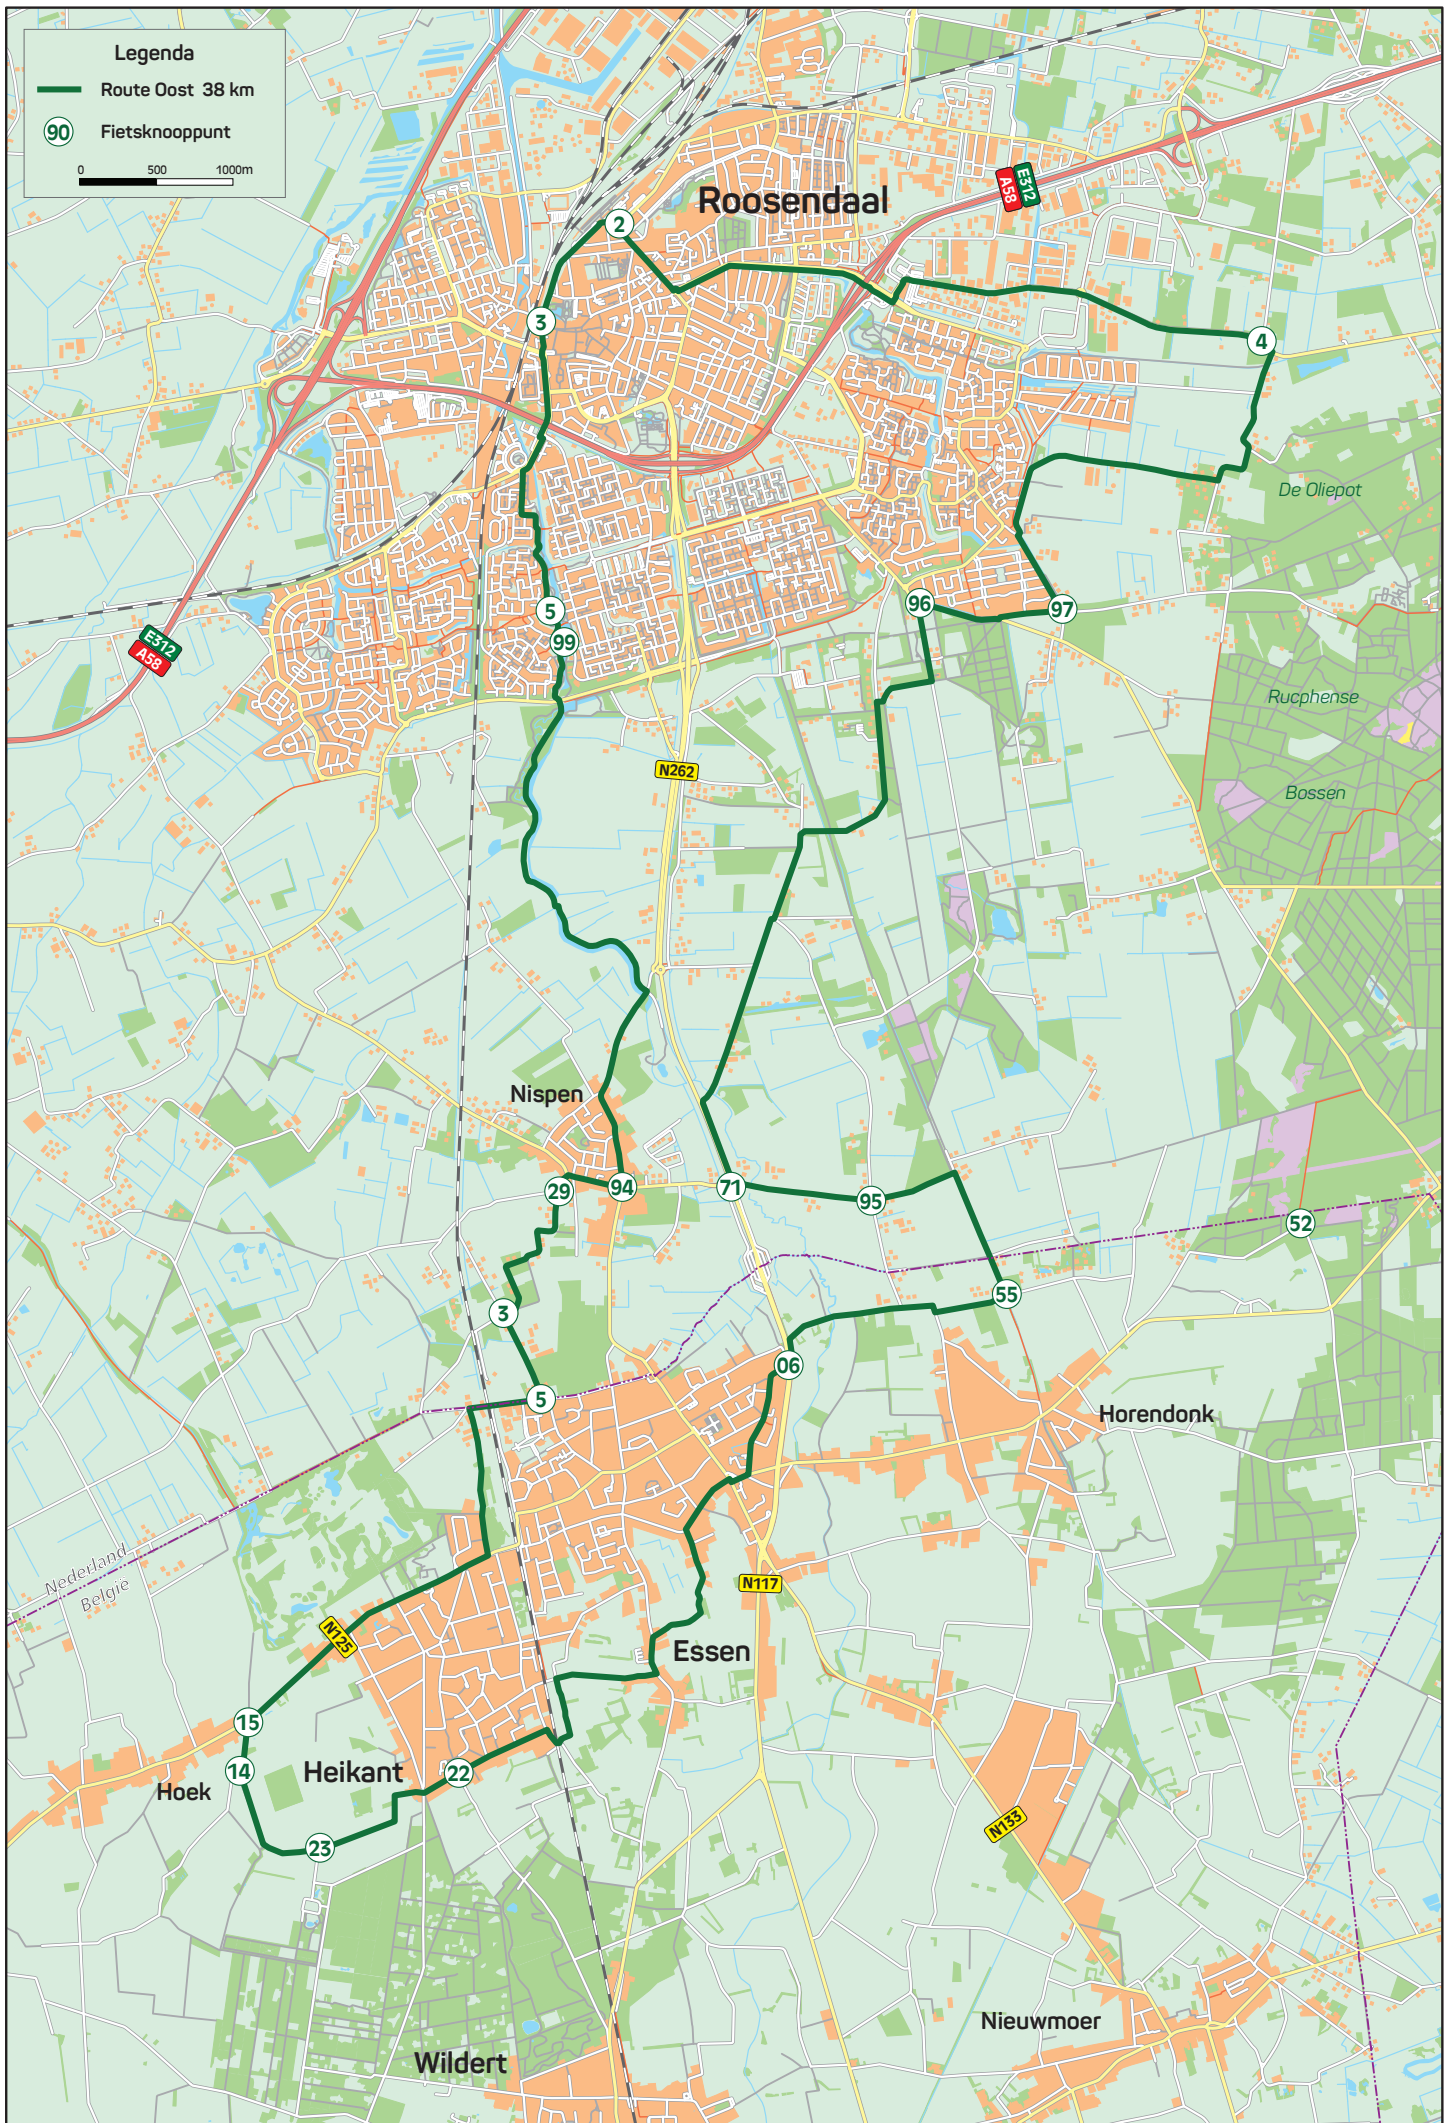 Legenda
Route Oost 38 km
90 Fietsknooppunt
0 500 1000m
Roosendaal
A58 E312
2
3
4
De Oliepot
5
96
97
99
E312
A58
Rucphense
N262
Bossen
Nispen
29
94
71
95
52
3
55
06
5
Horendonk
Nederland
België
N117
N125
Essen
15
14
Heikant
22
Hoek
N133
23
Nieuwmoer
Wildert